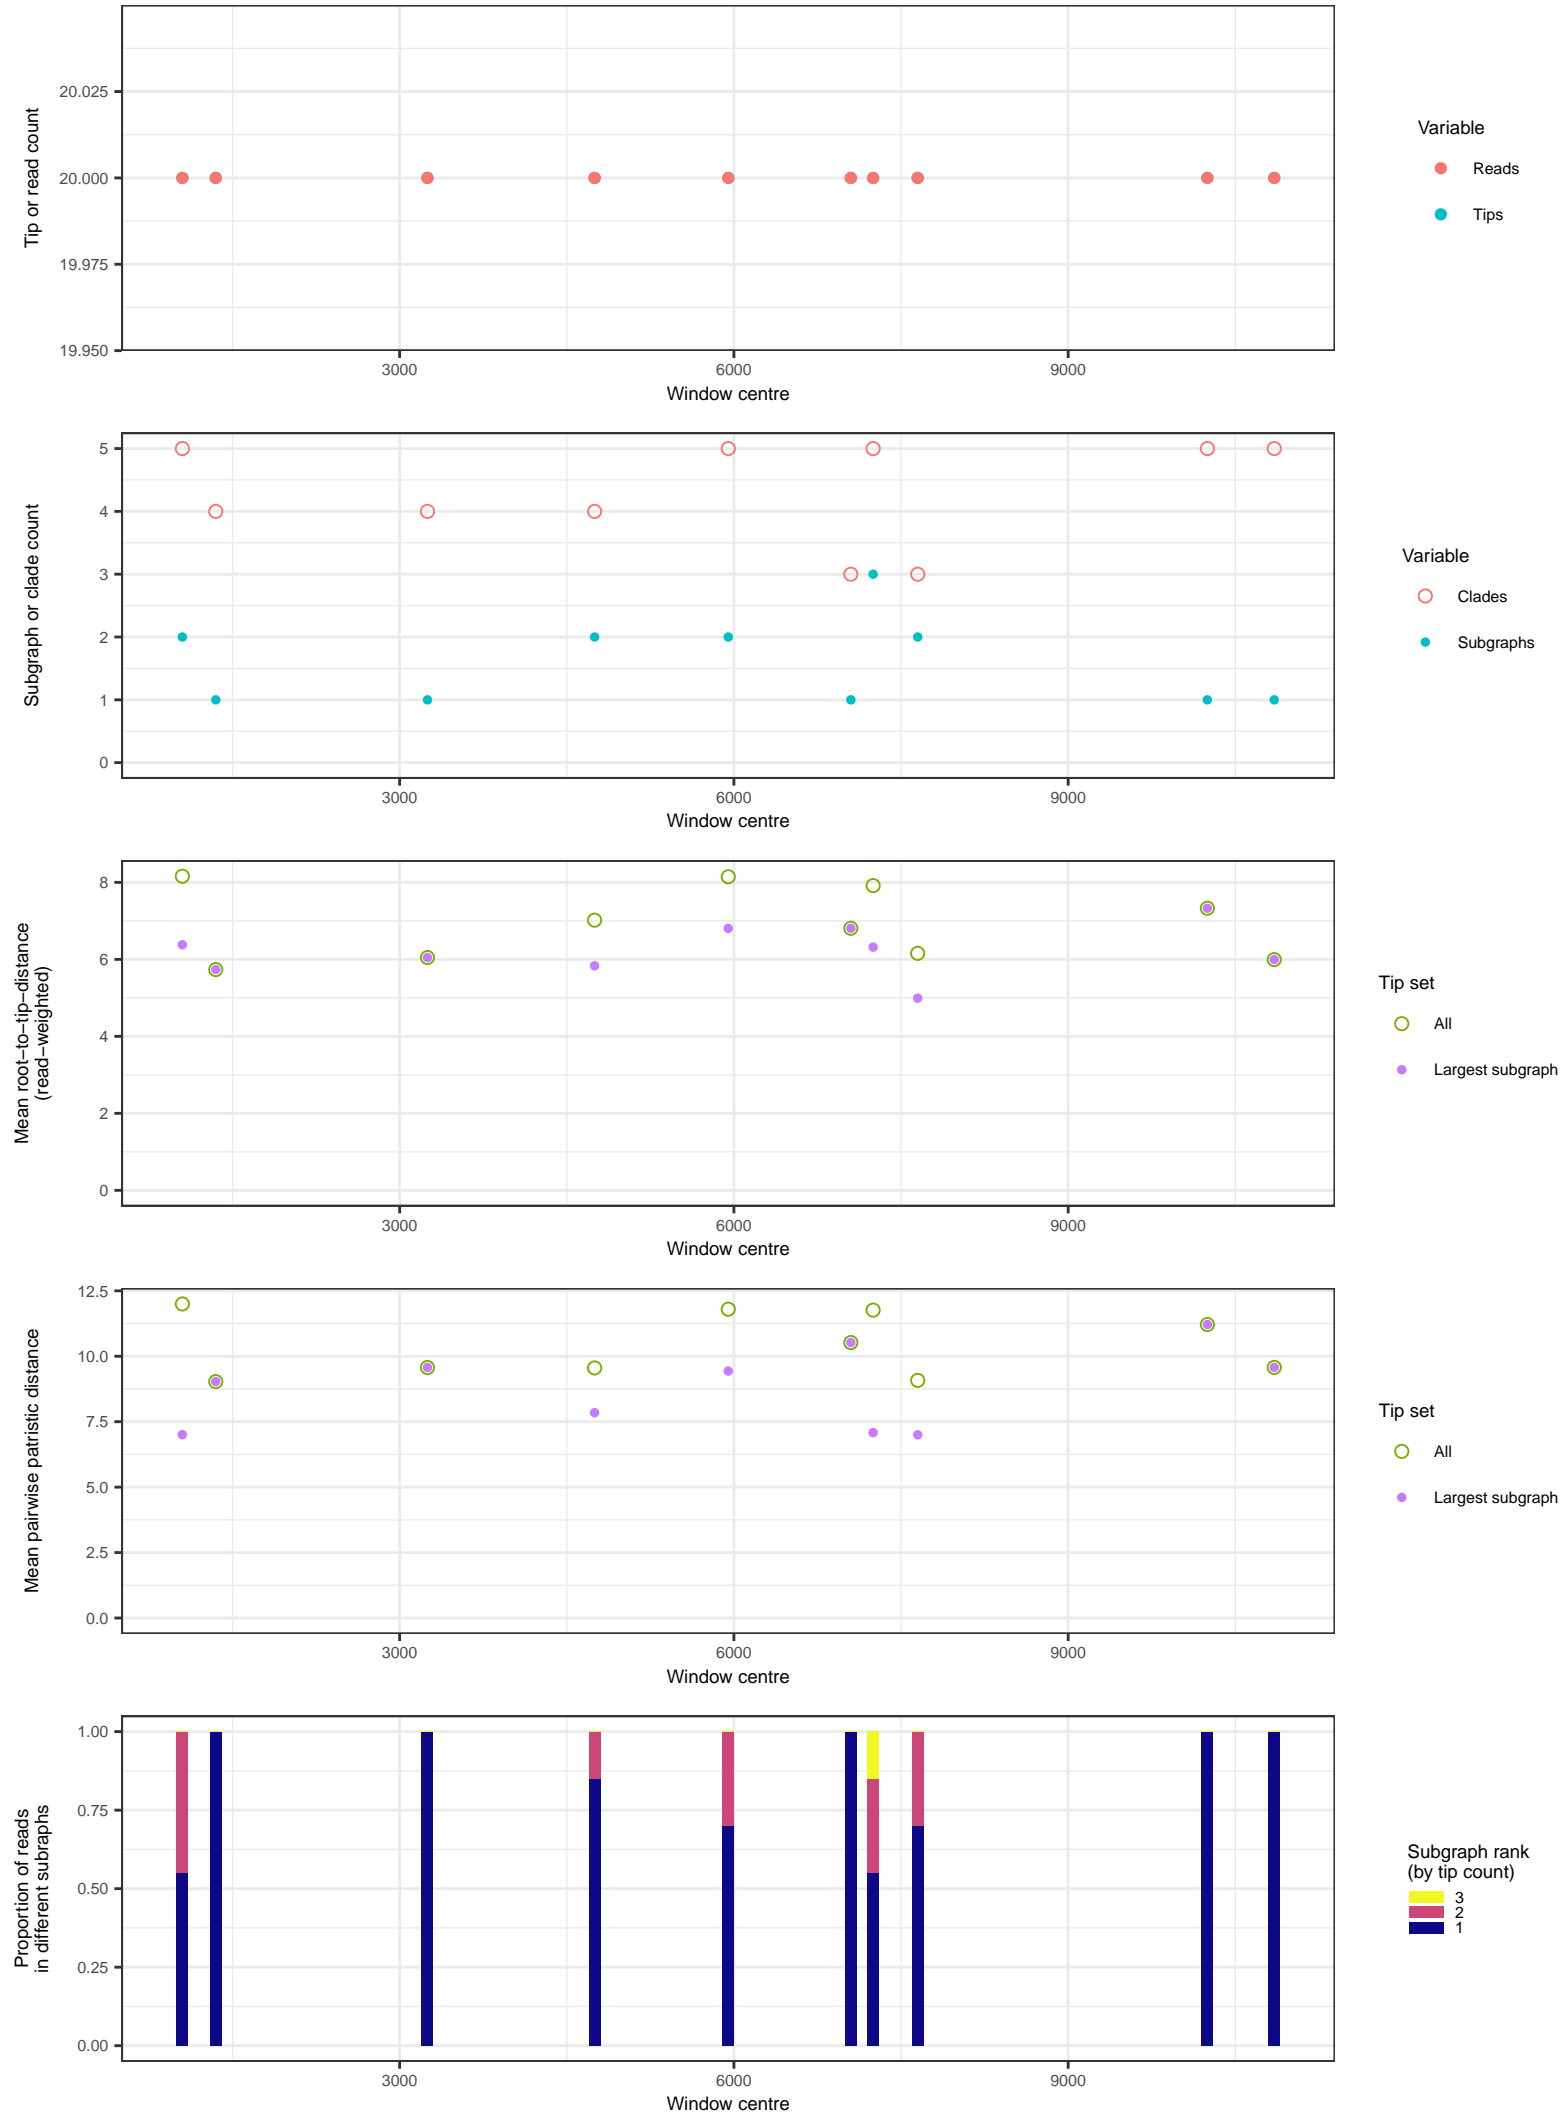 20.025
20.000
19.975
19.950
Tip or read count
3000 6000 9000
Window centre
Variable
Reads
Tips
5
4
3
2
1
0
Subgraph or clade count
3000 6000 9000
Window centre
Variable
Clades
Subgraphs
8
6
4
2
0
Mean root−to−tip−distance
(read−weighted)
3000 6000 9000
Window centre
Tip set
All
Largest subgraph
12.5
10.0
7.5
5.0
2.5
0.0
Mean pairwise patristic distance
3000 6000 9000
Window centre
Tip set
All
Largest subgraph
1.00
0.75
0.50
0.25
0.00
Proportion of reads
in different subraphs
3000 6000 9000
Window centre
Subgraph rank
(by tip count)
3
2
1